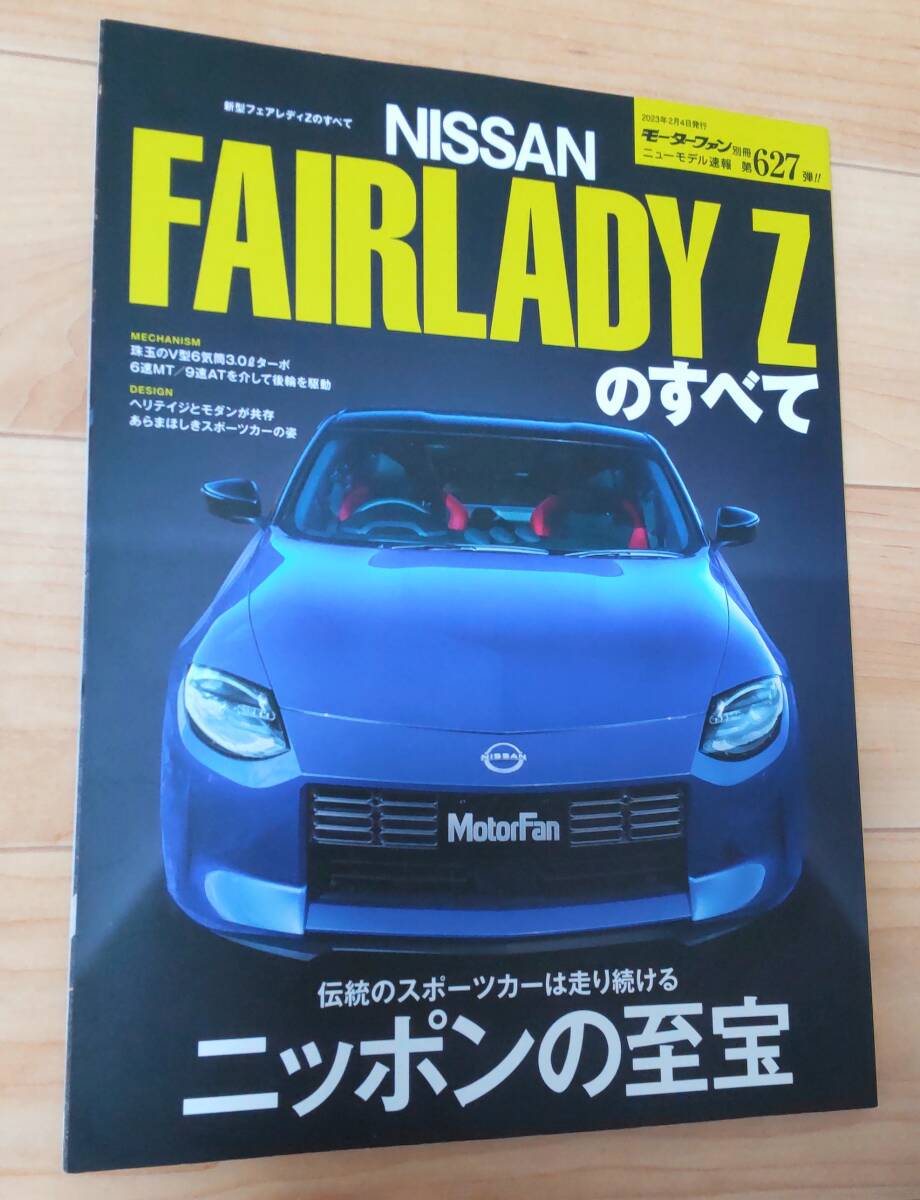 新型フェアレディZのすべて
NISSAN
2023年2月4日発行
モーターファン別冊
ニューモデル速報 第627弾!!
FAIRLADY Z
のすべて
MECHANISM
珠玉のV型6気筒3.0ℓターボ
6速MT／9速ATを介して後輪を駆動
DESIGN
ヘリテイジとモダンが共存
あらまほしきスポーツカーの姿
NISSAN
MotorFan
伝統のスポーツカーは走り続ける
ニッポンの至宝